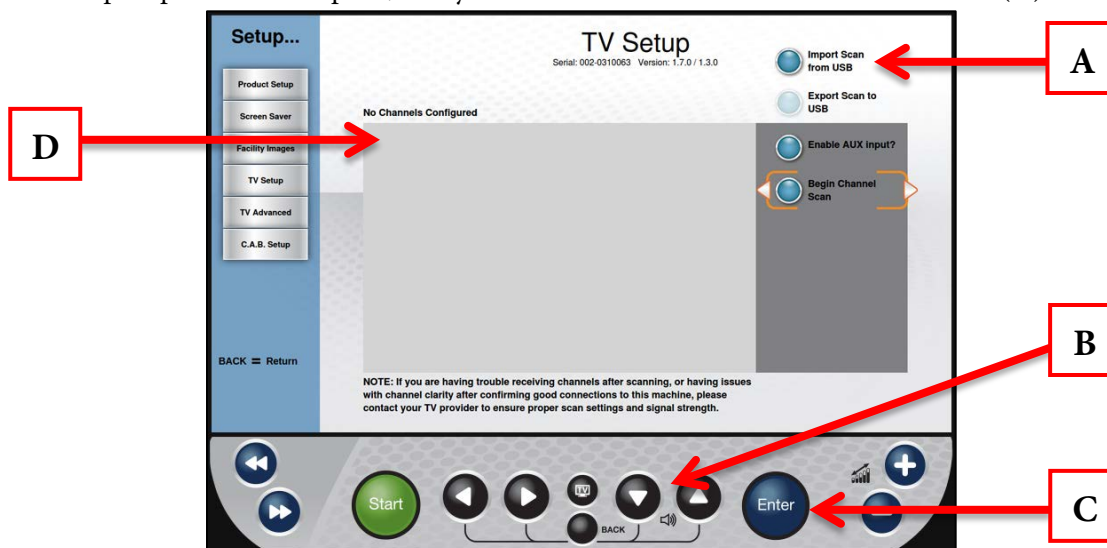 Setup...
TV Setup
Serial: 002-0310063 Version: 1.7.0 / 1.3.0
Import Scan
from USB
A
Product Setup
Export Scan to
USB
Screen Saver
No Channels Configured
D
Facility Images
Enable AUX input?
TV Setup
Begin Channel
Scan
TV Advanced
C.A.B. Setup
B
BACK = Return
NOTE: If you are having trouble receiving channels after scanning, or having issues
with channel clarity after confirming good connections to this machine, please
contact your TV provider to ensure proper scan settings and signal strength.
Start
TV
BACK
Enter
C